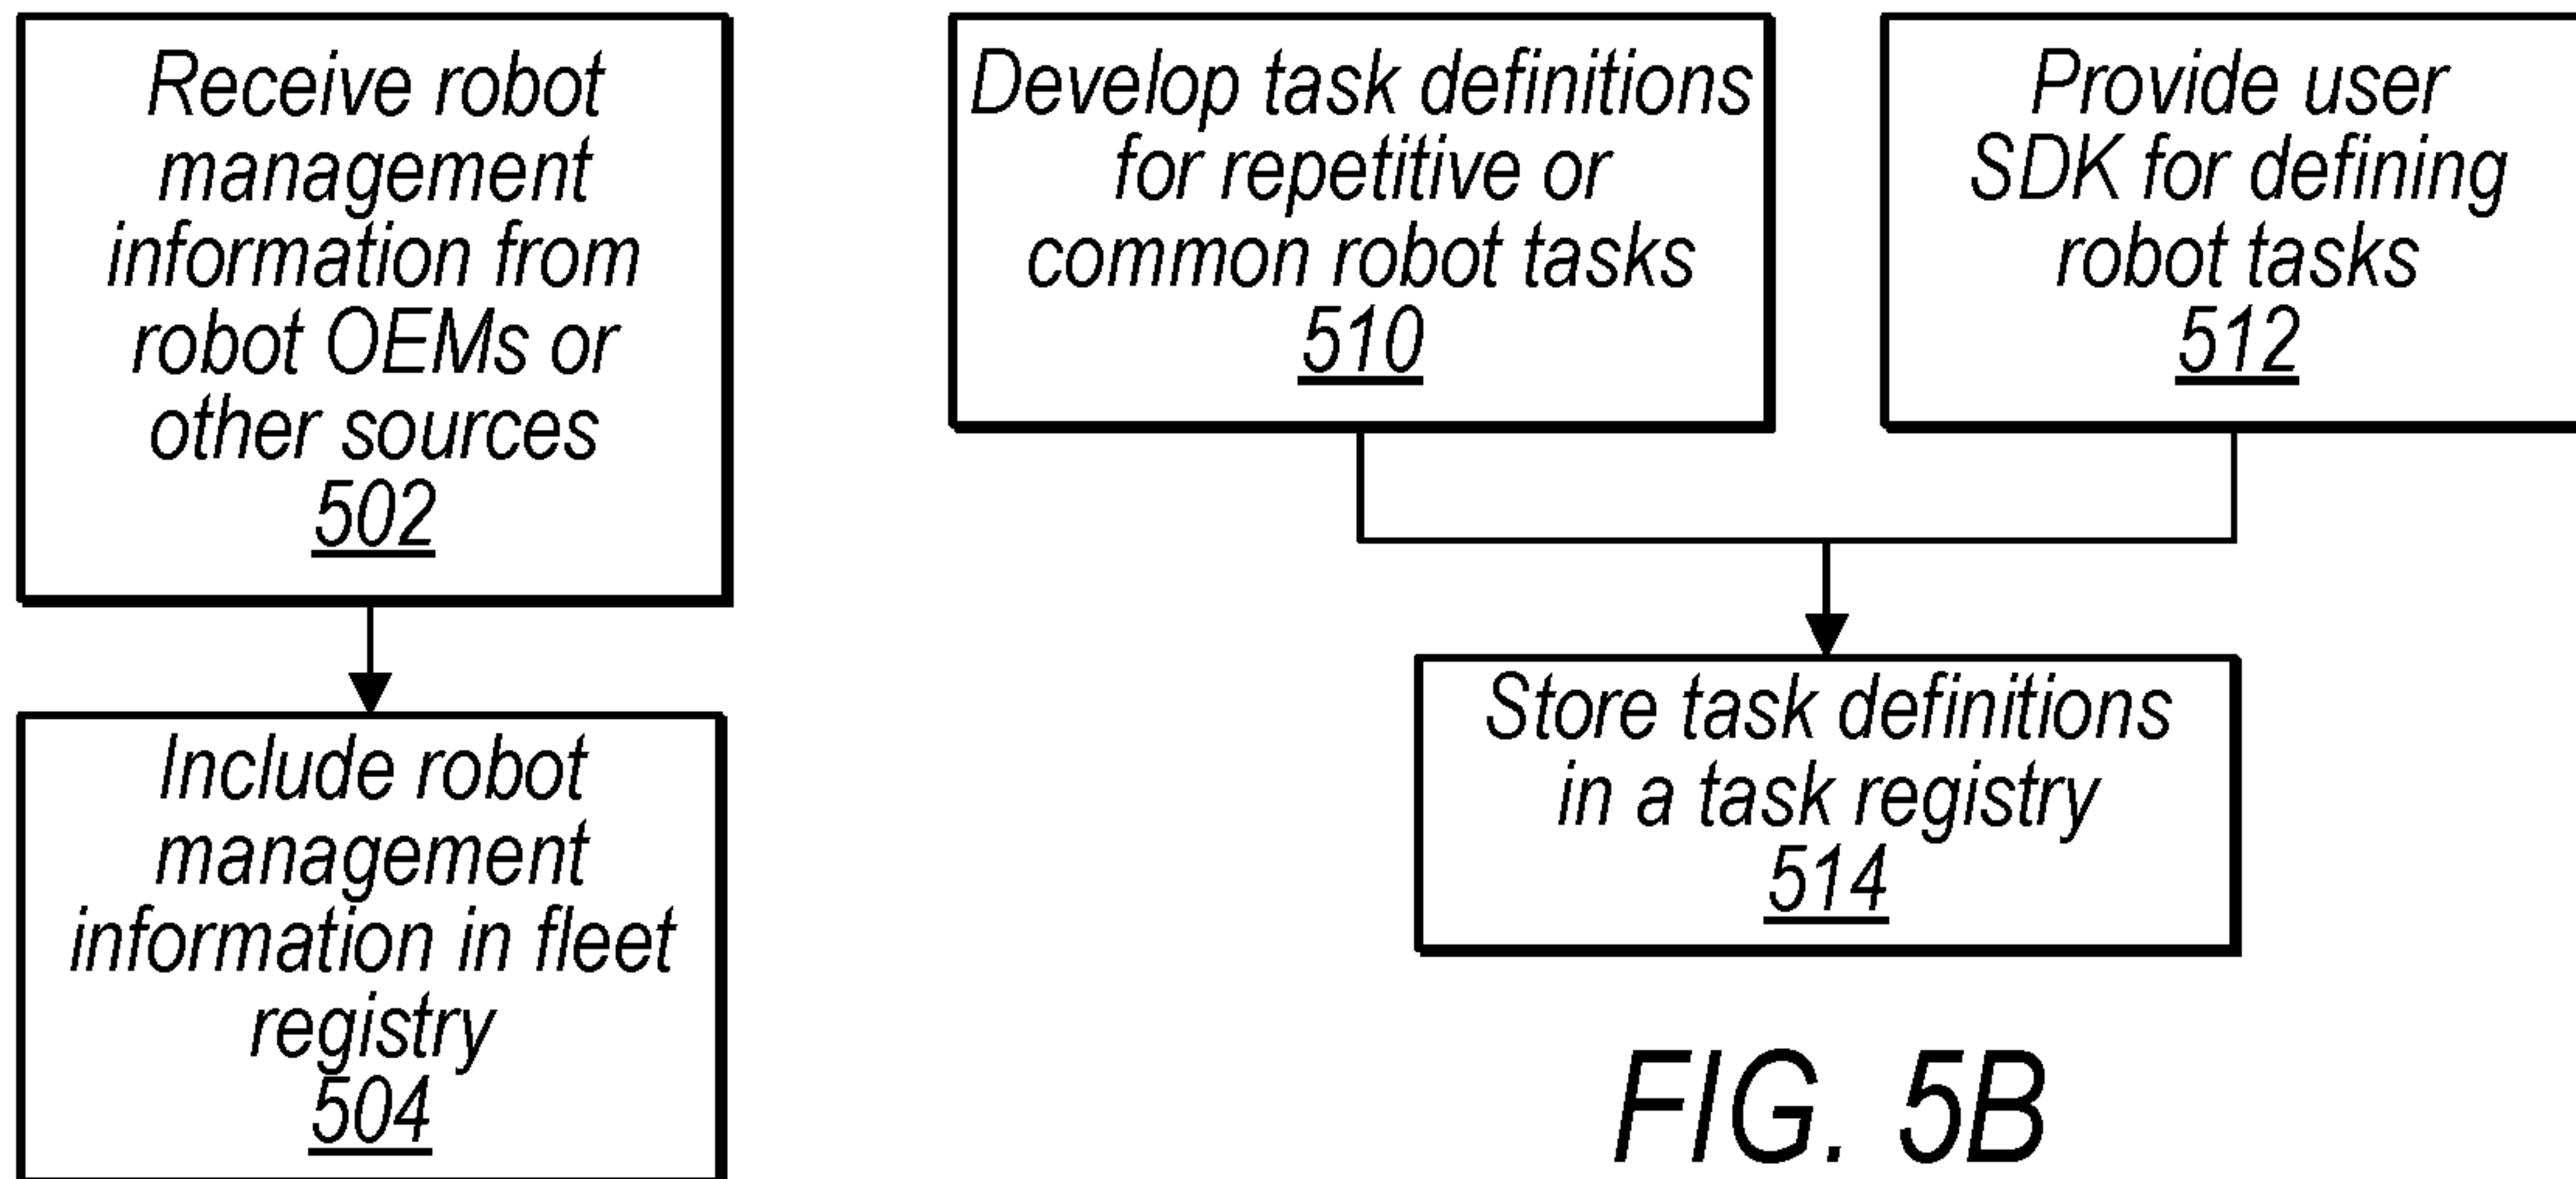 Receive robot
management
information from
robot OEMs or
other sources
502
Include robot
management
information in fleet
registry
504
Develop task definitions
for repetitive or
common robot tasks
510
Provide user
SDK for defining
robot tasks
512
Store task definitions
in a task registry
514
FIG. 5B